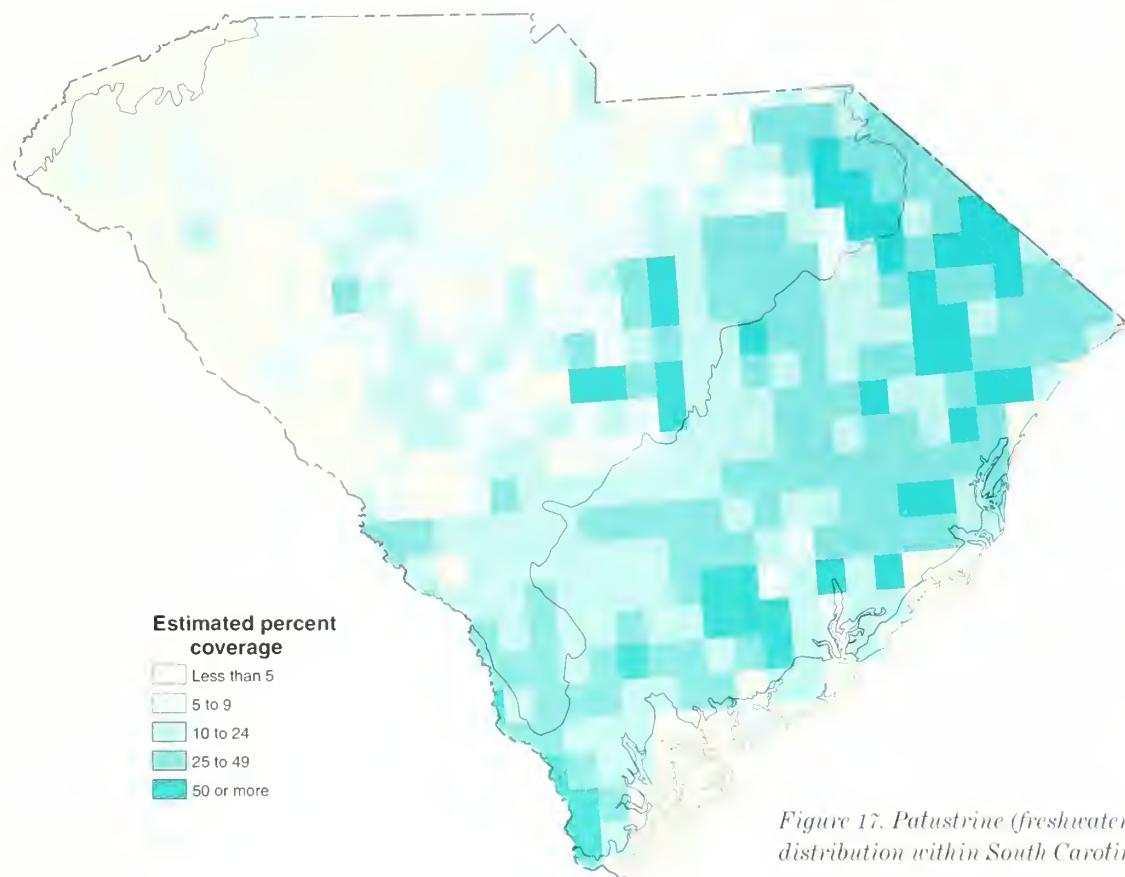 Estimated percent
coverage
Less than 5
5 to 9
10 to 24
25 to 49
50 or more
Figure 17. Palustrine (freshwater
distribution within South Carolin